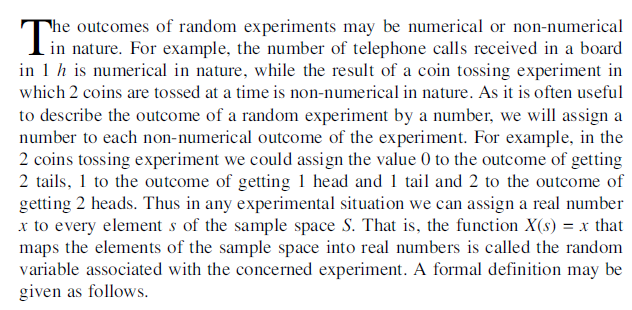 The outcomes of random experiments may be numerical or non-numerical
in nature. For example, the number of telephone calls received in a board
in 1 h is numerical in nature, while the result of a coin tossing experiment in
which 2 coins are tossed at a time is non-numerical in nature. As it is often useful
to describe the outcome of a random experiment by a number, we will assign a
number to each non-numerical outcome of the experiment. For example, in the
2 coins tossing experiment we could assign the value 0 to the outcome of getting
2 tails, 1 to the outcome of getting 1 head and 1 tail and 2 to the outcome of
getting 2 heads. Thus in any experimental situation we can assign a real number
x to every element s of the sample space S. That is, the function X(s) = x that
maps the elements of the sample space into real numbers is called the random
variable associated with the concerned experiment. A formal definition may be
given as follows.